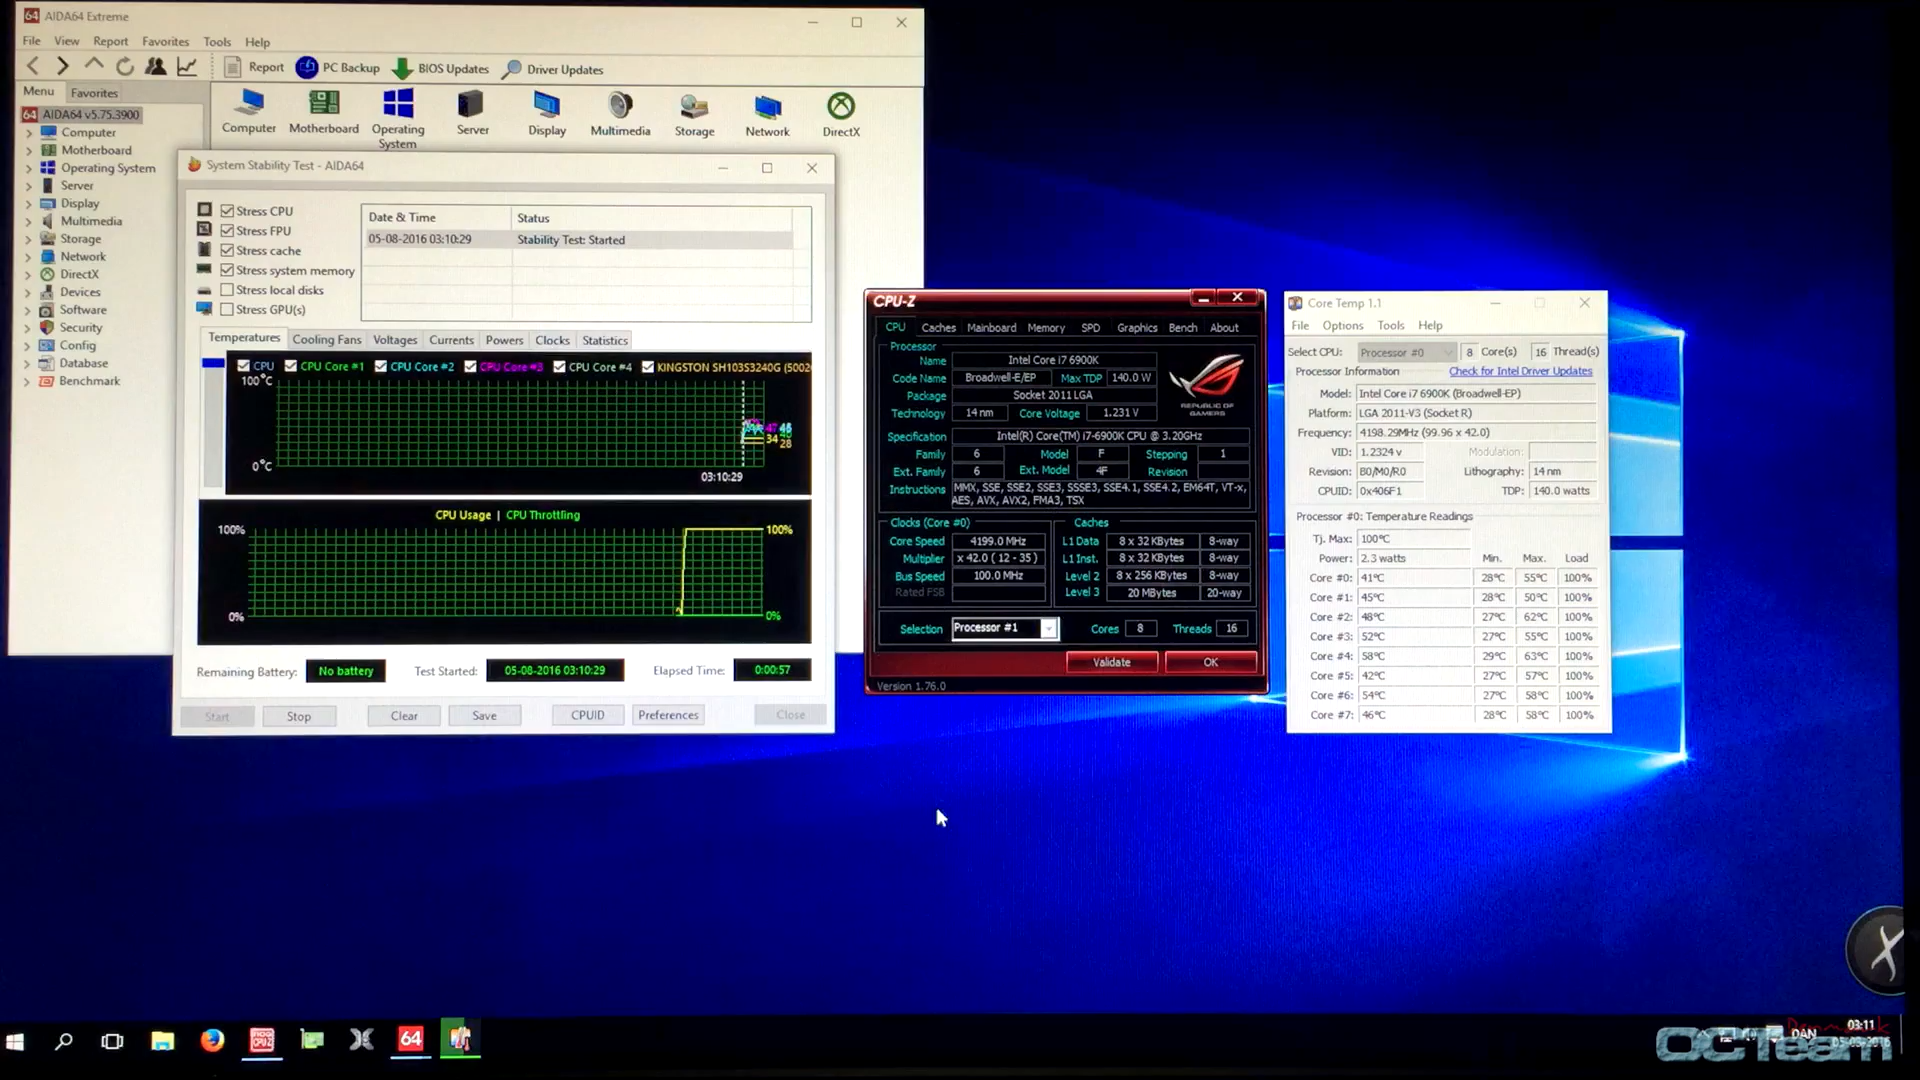 64 AIDA64 Extreme
File View Report Favorites Tools Help
Report PC Backup BIOS Updates Driver Updates
Menu Favorites
64 AIDA64 v5.75.3900
Computer
Motherboard
Operating System
Server
Display
Multimedia
Storage
Network
DirectX
Devices
Software
Security
Config
Database
Benchmark
Computer Motherboard Operating System Server Display Multimedia Storage Network DirectX
System Stability Test - AIDA64
Stress CPU
Stress FPU
Stress cache
Stress system memory
Stress local disks
Stress GPU(s)
Date & Time Status
05-08-2016 03:10:29 Stability Test: Started
Temperatures Cooling Fans Voltages Currents Powers Clocks Statistics
CPU CPU Core #1 CPU Core #2 CPU Core #3 CPU Core #4 KINGSTON SH103S3240G (5002
100°C
34
28
0°C
03:10:29
CPU Usage | CPU Throttling
100% 100%
0% 0%
Remaining Battery: No battery Test Started: 05-08-2016 03:10:29 Elapsed Time: 0:00:57
Start Stop Clear Save CPUID Preferences Close
CPU-Z
CPU Caches Mainboard Memory SPD Graphics Bench About
Processor
Name Intel Core i7 6900K
Code Name Broadwell-E/EP Max TDP 140.0 W
Package Socket 2011 LGA
Technology 14 nm Core Voltage 1.231 V
REPUBLIC OF
GAMERS
Specification Intel(R) Core(TM) i7-6900K CPU @ 3.20GHz
Family 6 Model F Stepping 1
Ext. Family 6 Ext. Model 4F Revision
Instructions MMX, SSE, SSE2, SSE3, SSSE3, SSE4.1, SSE4.2, EM64T, VT-x,
AES, AVX, AVX2, FMA3, TSX
Clocks (Core #0) Caches
Core Speed 4199.0 MHz L1 Data 8 x 32 KBytes 8-way
Multiplier x 42.0 ( 12 - 35 ) L1 Inst. 8 x 32 KBytes 8-way
Bus Speed 100.0 MHz Level 2 8 x 256 KBytes 8-way
Rated FSB Level 3 20 MBytes 20-way
Selection Processor #1 Cores 8 Threads 16
Validate OK
Version 1.76.0
Core Temp 1.1
File Options Tools Help
Select CPU: Processor #0 8 Core(s) 16 Thread(s)
Processor Information Check for Intel Driver Updates
Model: Intel Core i7 6900K (Broadwell-EP)
Platform: LGA 2011-V3 (Socket R)
Frequency: 4198.29MHz (99.96 x 42.0)
VID: 1.2324 v Modulation:
Revision: B0/M0/R0 Lithography: 14 nm
CPUID: 0x406F1 TDP: 140.0 watts
Processor #0: Temperature Readings
Tj. Max: 100°C
Power: 2.3 watts Min. Max. Load
Core #0: 41°C 28°C 55°C 100%
Core #1: 45°C 28°C 50°C 100%
Core #2: 48°C 27°C 62°C 100%
Core #3: 52°C 27°C 55°C 100%
Core #4: 58°C 29°C 63°C 100%
Core #5: 42°C 27°C 57°C 100%
Core #6: 54°C 27°C 58°C 100%
Core #7: 46°C 28°C 58°C 100%
X
64
DAN
03:11
OCTeam